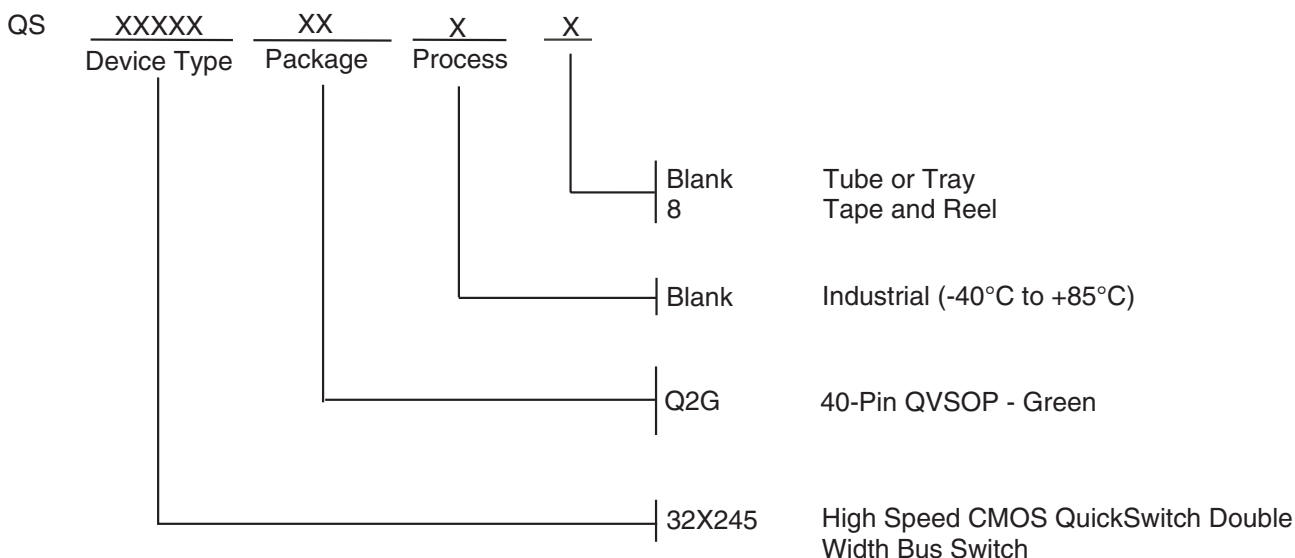 QS XXXXX XX X X
Device Type Package Process
Blank Tube or Tray
8 Tape and Reel
Blank Industrial (-40°C to +85°C)
Q2G 40-Pin QVSOP - Green
32X245 High Speed CMOS QuickSwitch Double
Width Bus Switch